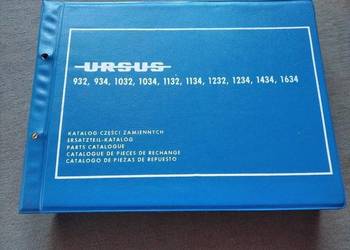 URSUS
932, 934, 1032, 1034, 1132, 1134, 1232, 1234, 1434, 1634
KATALOG CZĘŚCI ZAMIENNYCH
ERSATZTEIL-KATALOG
PARTS CATALOGUE
CATALOGUE DE PIECES DE RECHANGE
CATALOGO DE PIEZAS DE REPUESTO